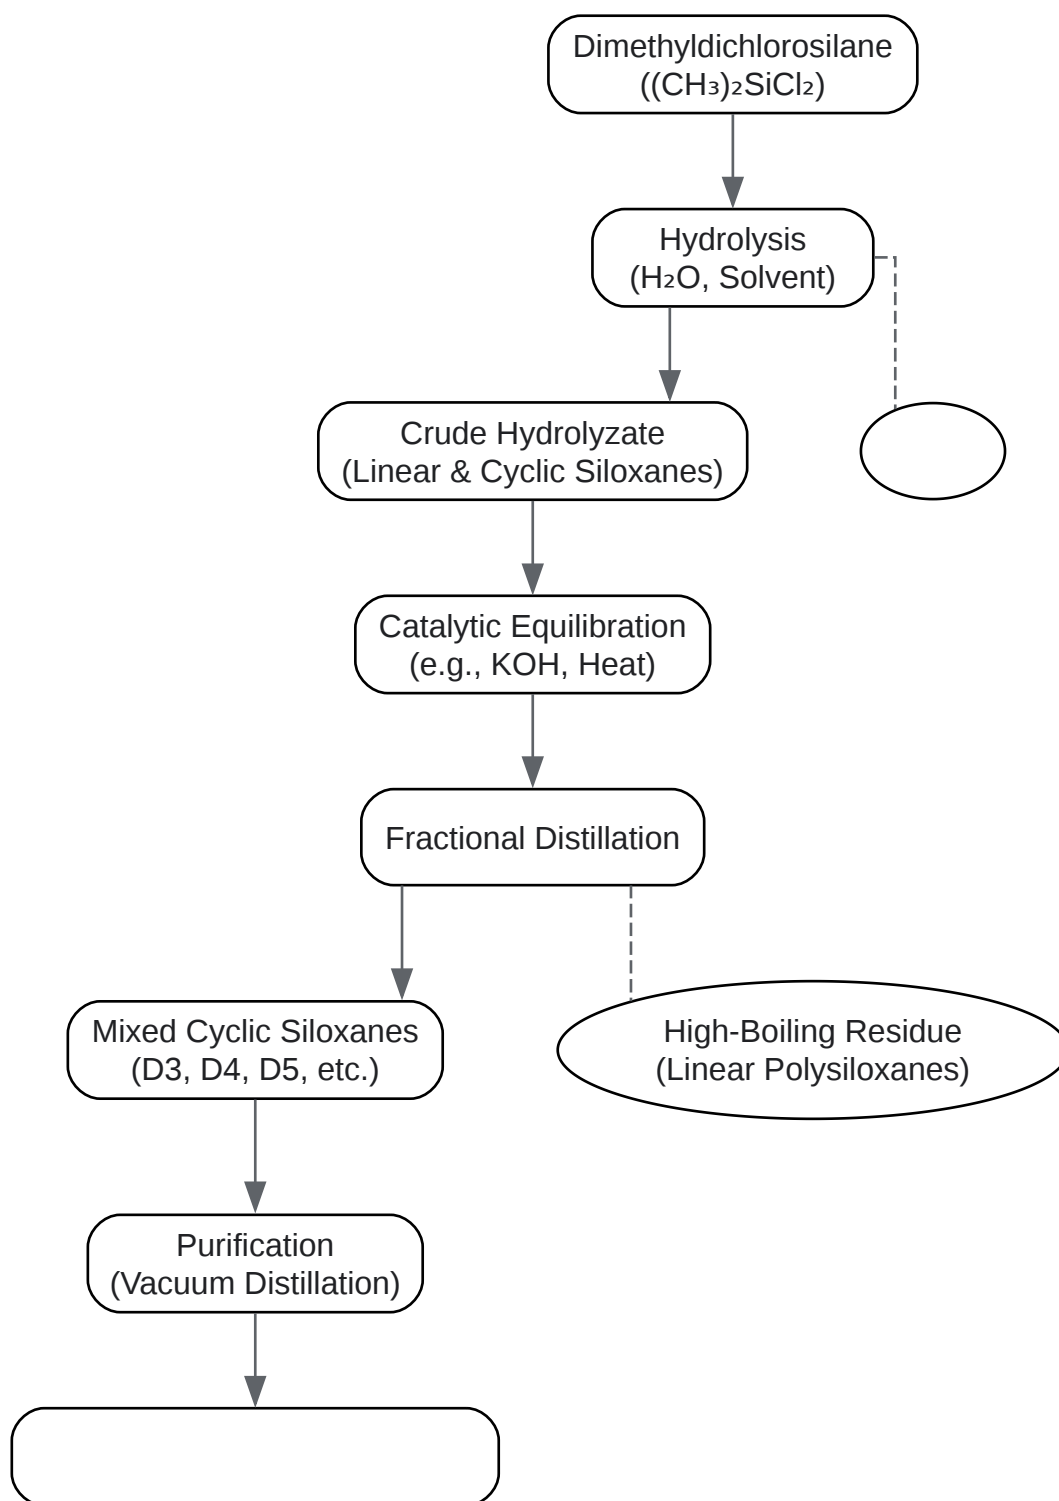 Dimethyldichlorosilane
((CH₃)₂SiCl₂)
Hydrolysis
(H₂O, Solvent)
Crude Hydrolyzate
(Linear & Cyclic Siloxanes)
Catalytic Equilibration
(e.g., KOH, Heat)
Fractional Distillation
Mixed Cyclic Siloxanes
(D3, D4, D5, etc.)
High-Boiling Residue
(Linear Polysiloxanes)
Purification
(Vacuum Distillation)